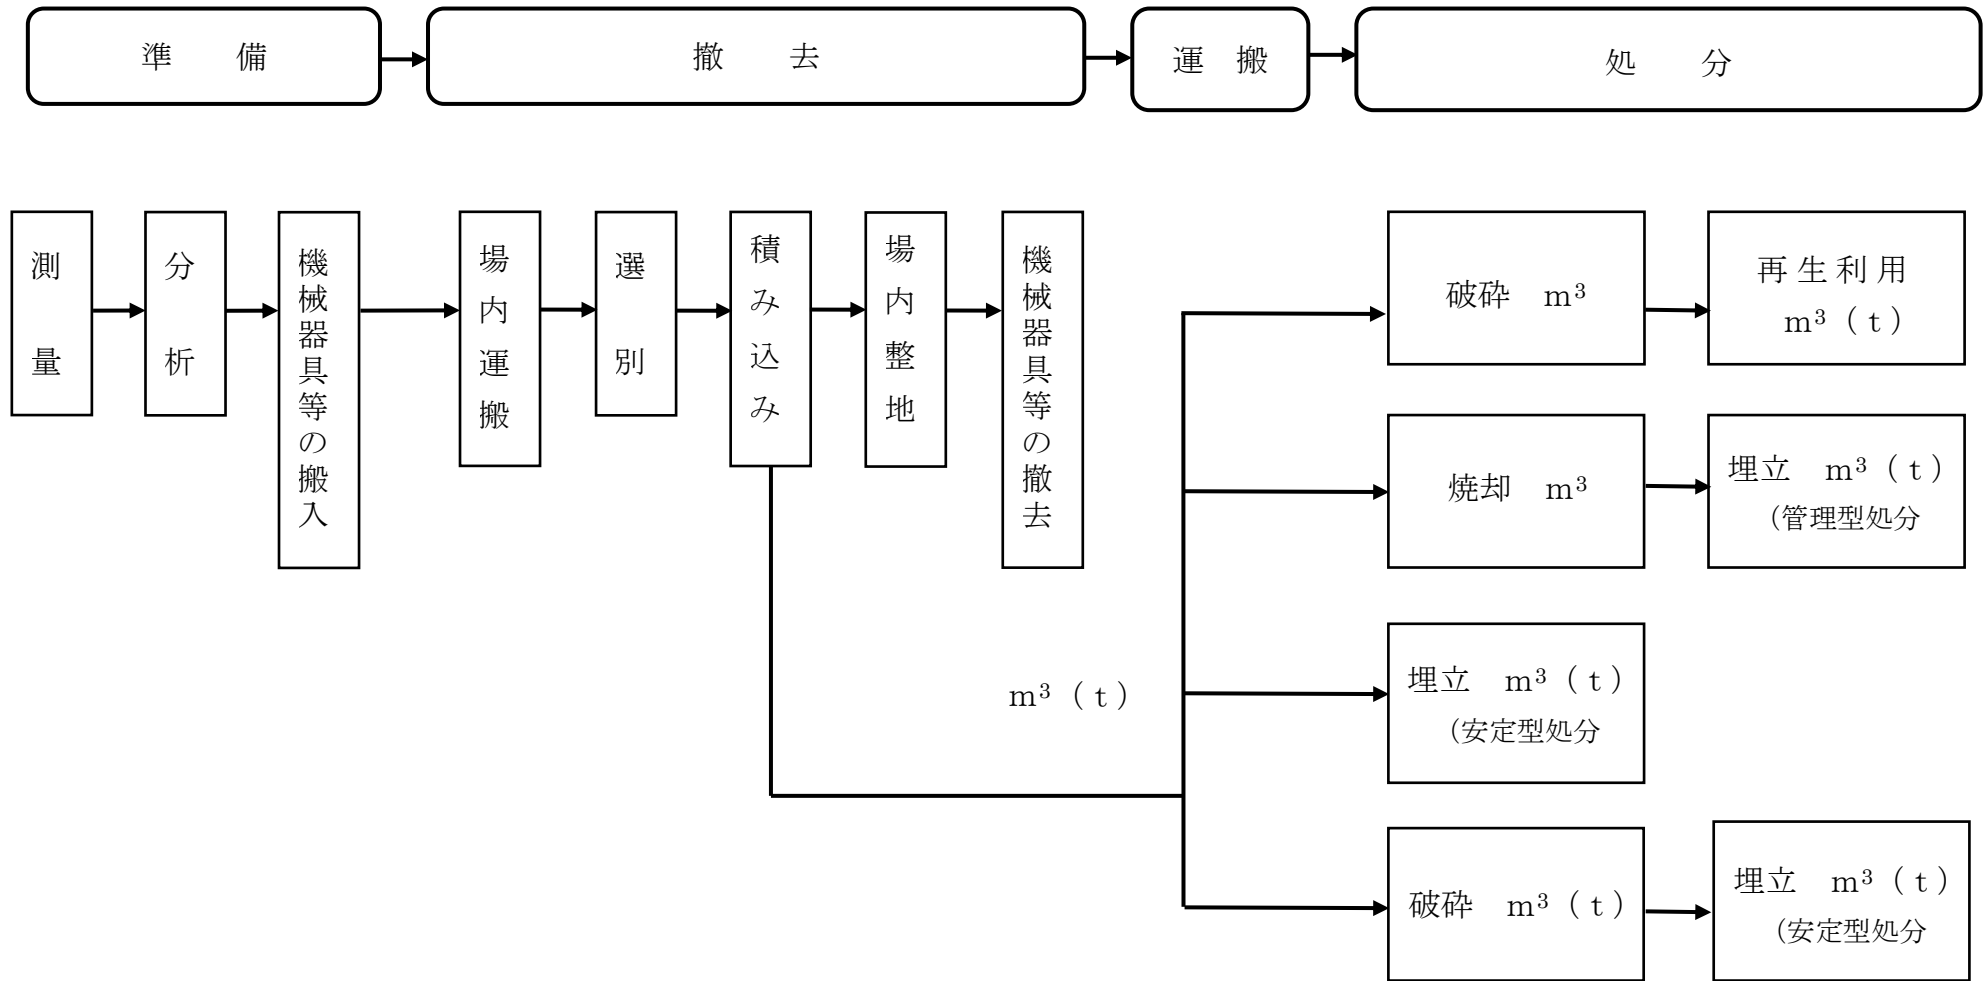 準　備
撤　去
運　搬
処　分
測量
分析
機械器具等の搬入
場内運搬
選別
積み込み
場内整地
機械器具等の撤去
破砕　m³
再生利用
m³（t）
焼却　m³
埋立　m³（t）
（管理型処分
m³（t）
埋立　m³（t）
（安定型処分
破砕　m³（t）
埋立　m³（t）
（安定型処分